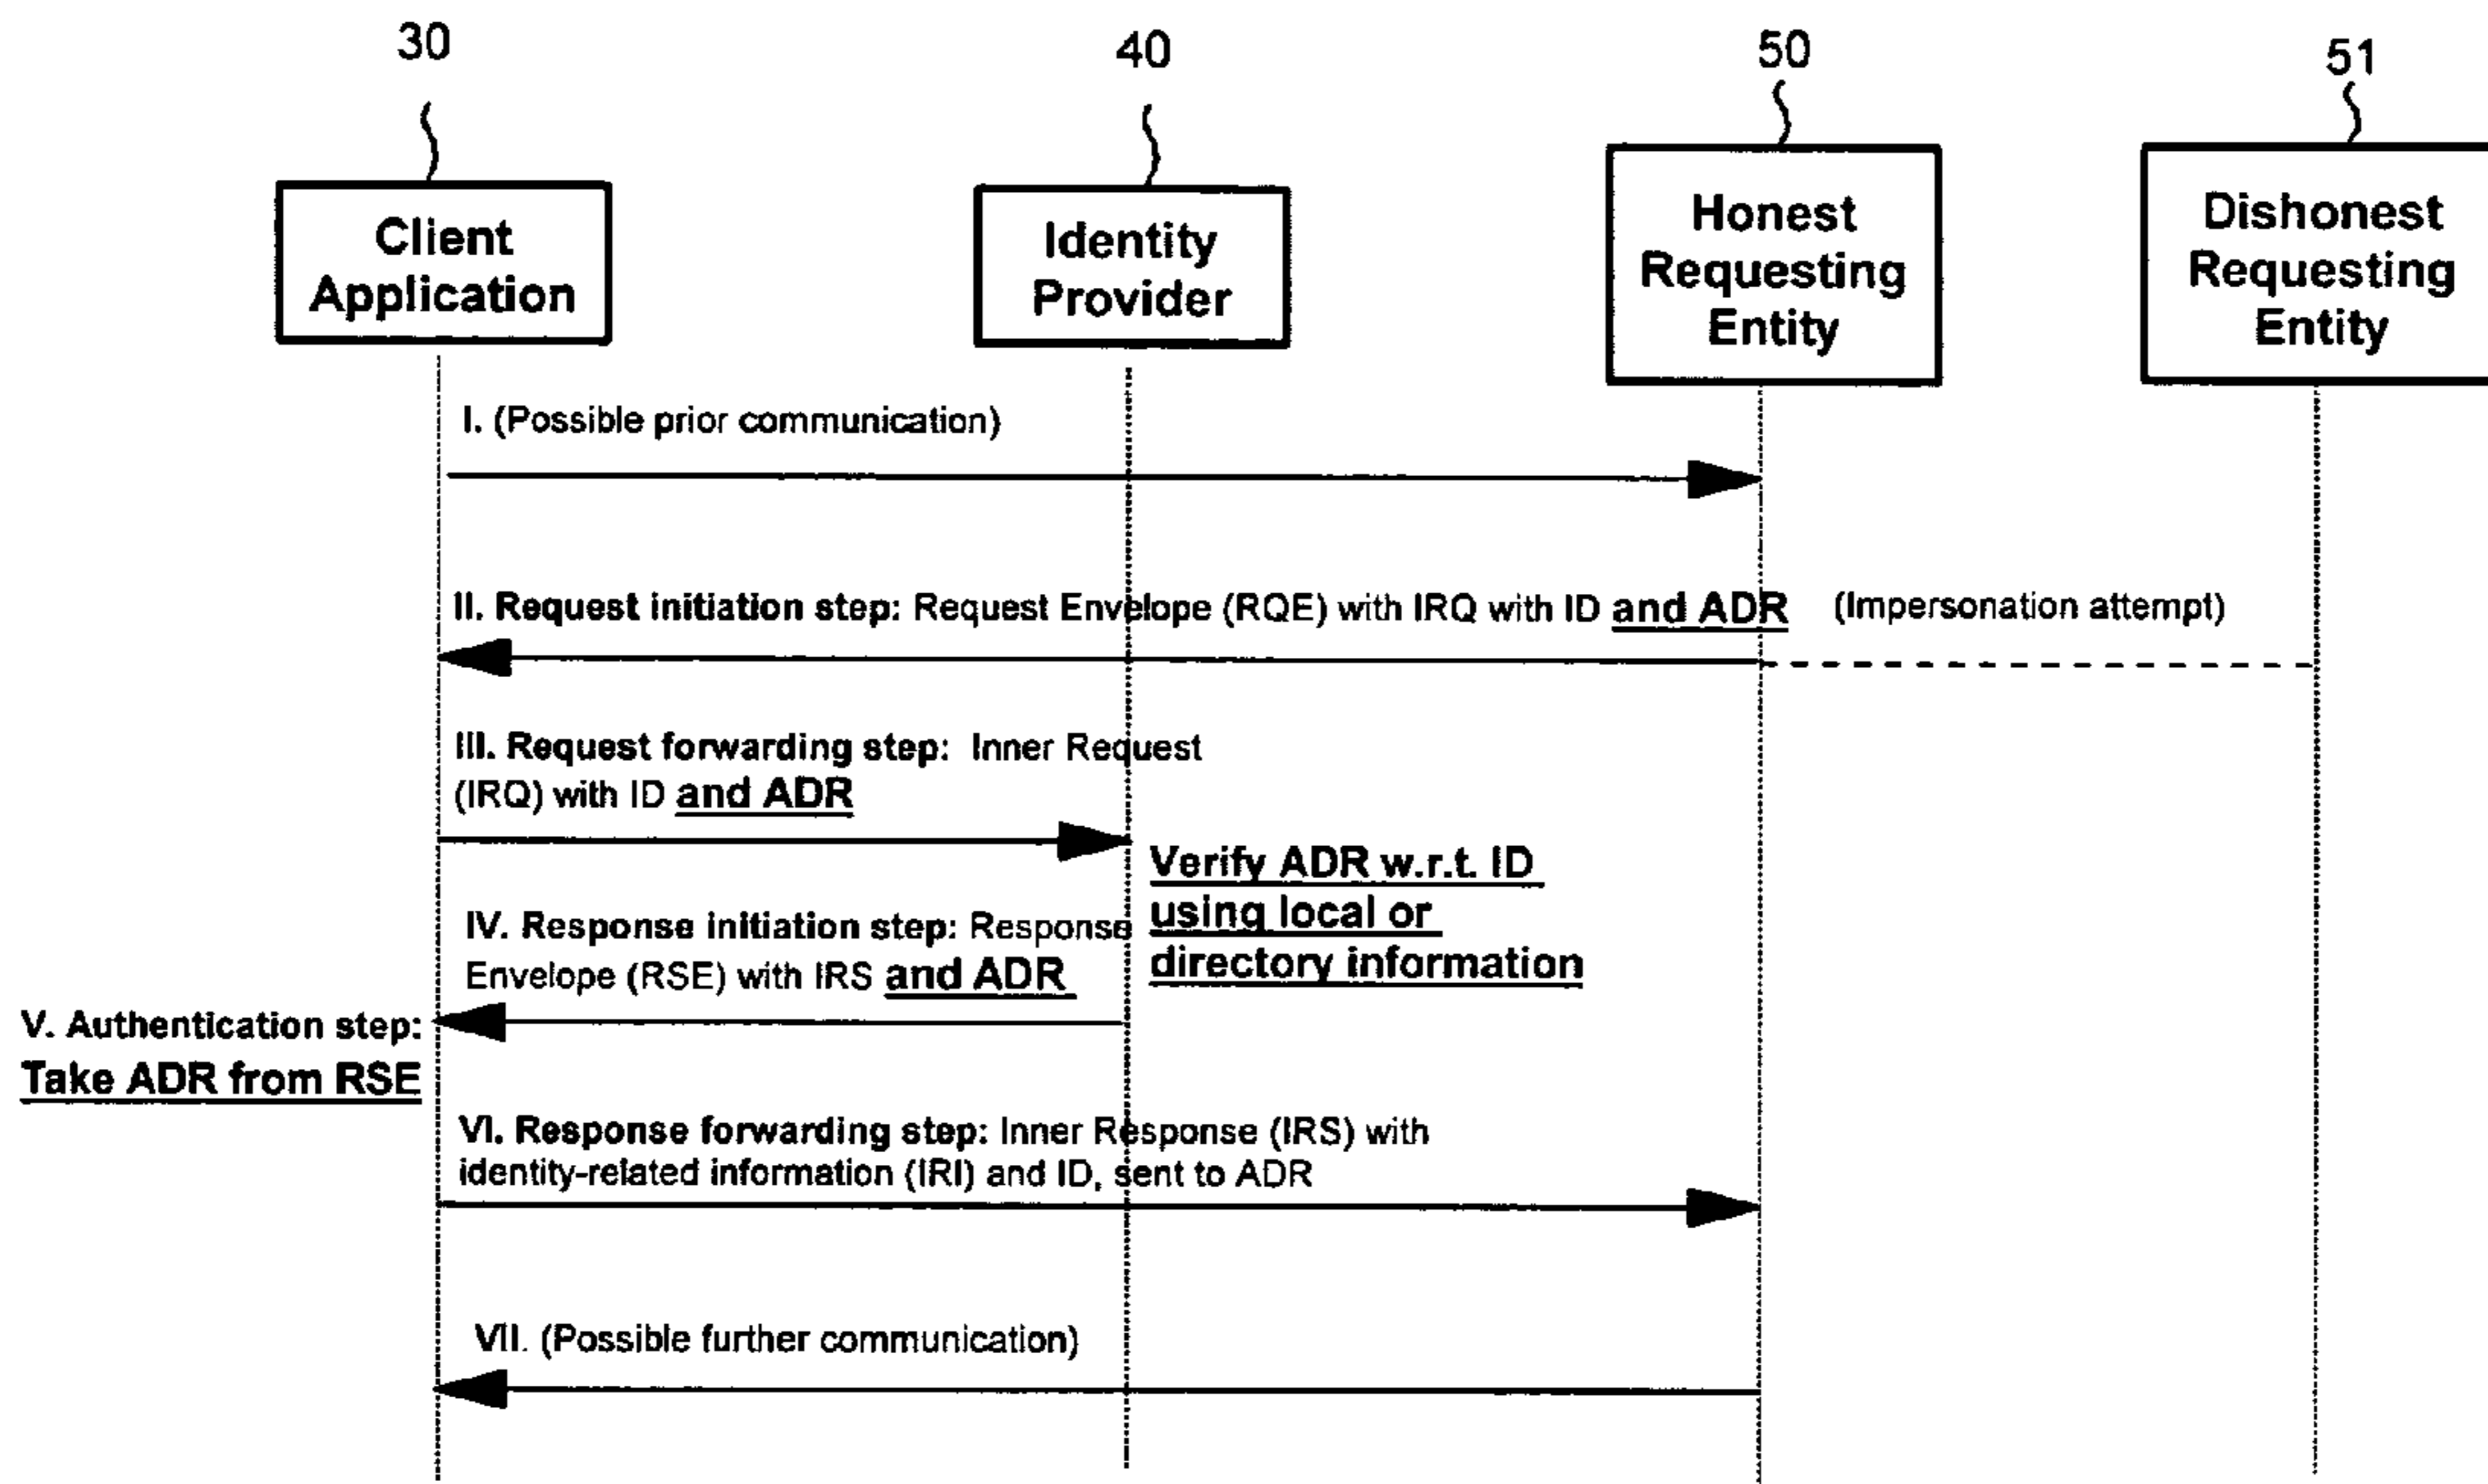 30
40
50
51
Client
Application
Identity
Provider
Honest
Requesting
Entity
Dishonest
Requesting
Entity
I. (Possible prior communication)
II. Request initiation step: Request Envelope (RQE) with IRQ with ID and ADR (Impersonation attempt)
III. Request forwarding step: Inner Request
(IRQ) with ID and ADR
Verify ADR w.r.t. ID
using local or
directory information
IV. Response initiation step: Response
Envelope (RSE) with IRS and ADR
V. Authentication step:
Take ADR from RSE
VI. Response forwarding step: Inner Response (IRS) with
identity-related information (IRI) and ID, sent to ADR
VII. (Possible further communication)